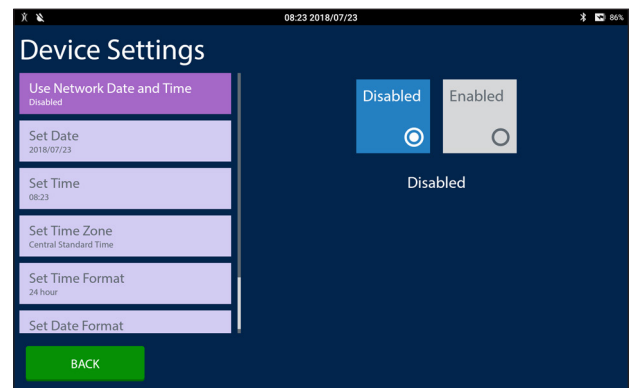 08:23 2018/07/23
86%
Device Settings
Use Network Date and Time
Disabled
Set Date
2018/07/23
Set Time
08:23
Set Time Zone
Central Standard Time
Set Time Format
24 hour
Set Date Format
BACK
Disabled
Enabled
Disabled